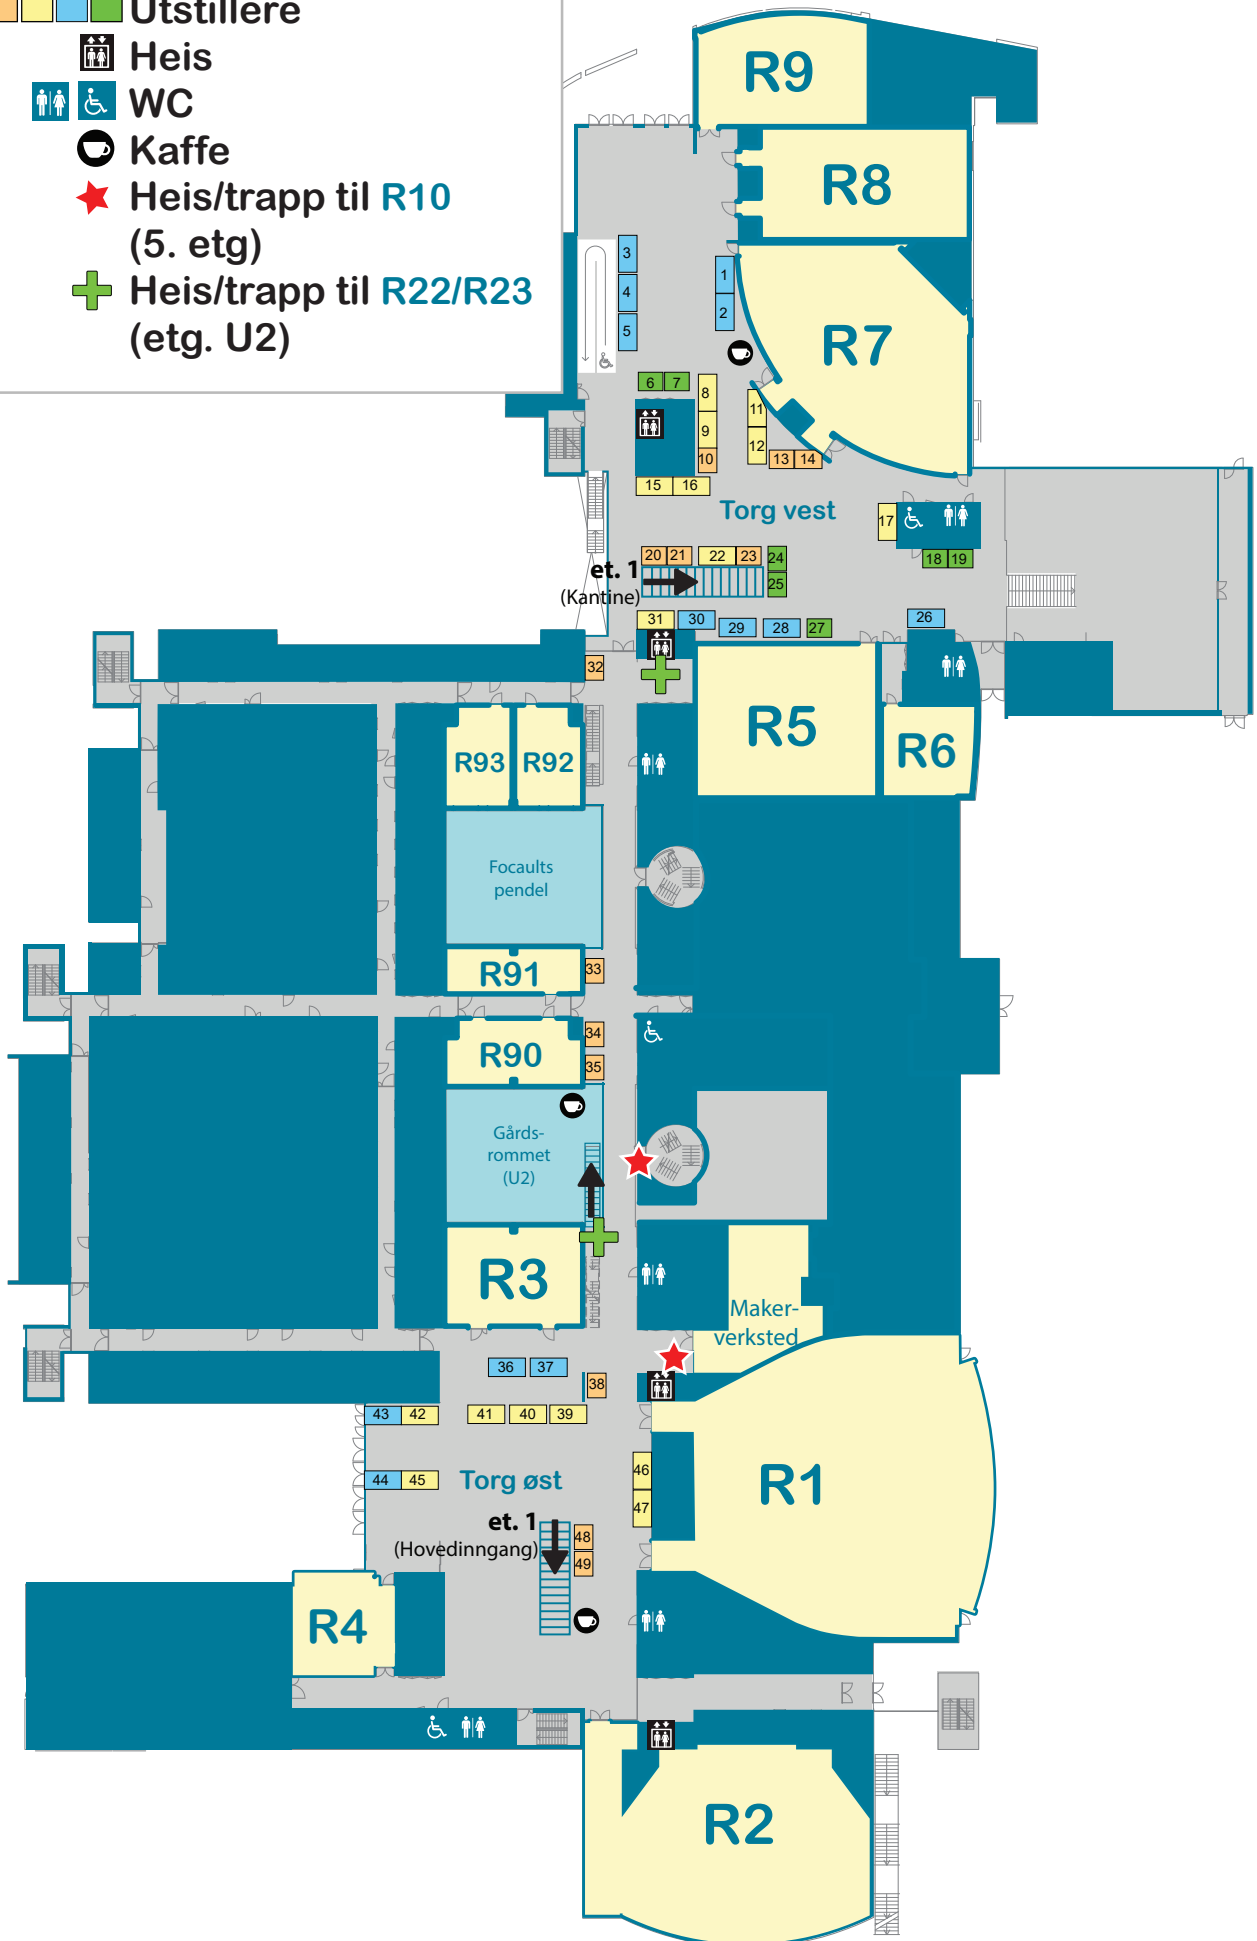 Utstillere
Heis
WC
Kaffe
Heis/trapp til R10
(5. etg)
Heis/trapp til R22/R23
(etg. U2)
R9
R8
3
1
4
2
5
R7
6 7
8
11
9
12
10
13 14
15 16
Torg vest
17
20 21 22 23 24
18 19
et. 1
25
(Kantine)
31 30 29 28 27 26
32
R5
R6
R93 R92
Focaults
pendel
R91
33
34
R90
35
Gårds-
rommet
(U2)
R3
Maker-
verksted
36 37
38
43 42 41 40 39
46
44 45
Torg øst
R1
47
et. 1
48
(Hovedinngang)
49
R4
R2